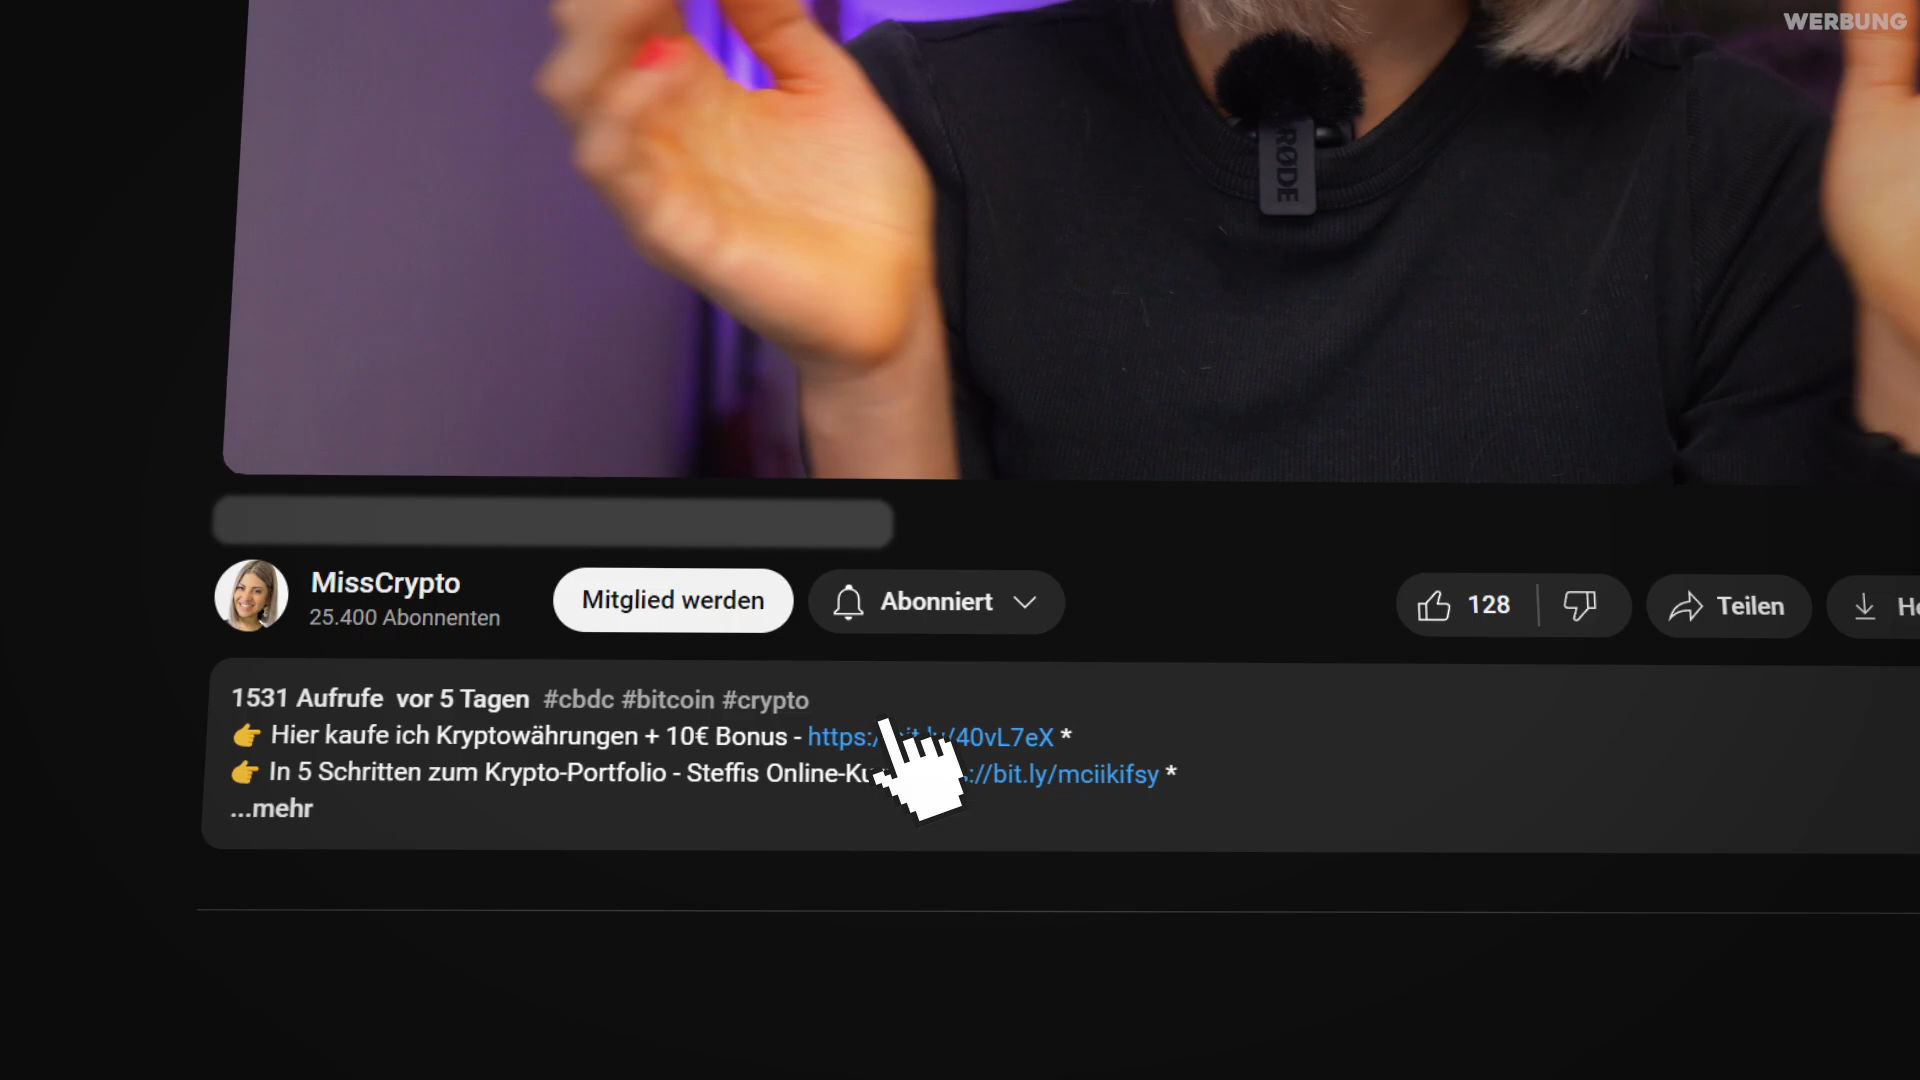 WERBUNG
RØDE
MissCrypto
25.400 Abonnenten
Mitglied werden
Abonniert
128
Teilen
1531 Aufrufe vor 5 Tagen #cbdc #bitcoin #crypto
👉 Hier kaufe ich Kryptowährungen + 10€ Bonus - https:/ /40vL7eX *
👉 In 5 Schritten zum Krypto-Portfolio - Steffis Online- ://bit.ly/mciikifsy *
...mehr